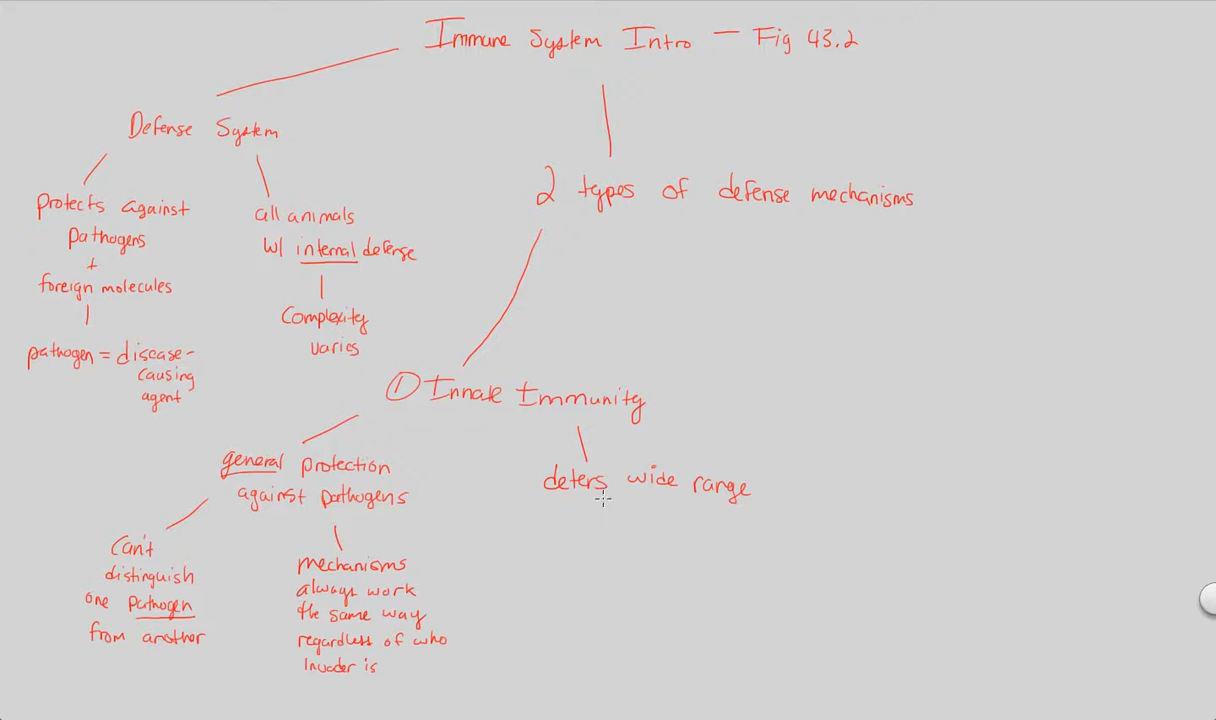 Immune System Intro — Fig 43.2
Defense System
Protects against
pathogens
+
foreign molecules
pathogen = disease-
causing
agent
all animals
w/ internal defense
Complexity
varies
2 types of defense mechanisms
① Innate Immunity
general protection
against pathogens
Can't
distinguish
one pathogen
from another
mechanisms
always work
the same way
regardless of who
invader is
deters wide range